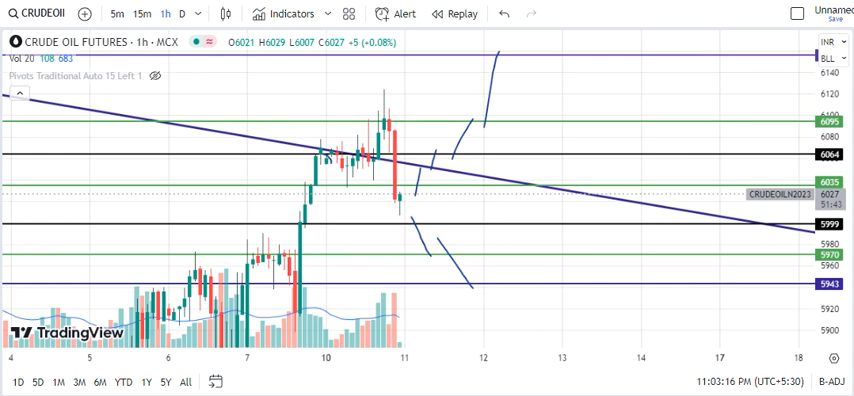 CRUDEOII 5m 15m 1h D Indicators Alert Replay Unnamed
Save
CRUDE OIL FUTURES · 1h · MCX O6021 H6029 L6007 C6027 +5 (+0.08%) INR
Vol 20 108 683 BLL
Pivots Traditional Auto 15 Left 1
6140
6120
6100
6095
6080
6064
6035
CRUDEOILN2023 6027
51:43
5999
5980
5970
5960
5943
5920
TradingView
5900
4 5 6 7 10 11 12 13 14 17 18
1D 5D 1M 3M 6M YTD 1Y 5Y All 11:03:16 PM (UTC+5:30) B-ADJ